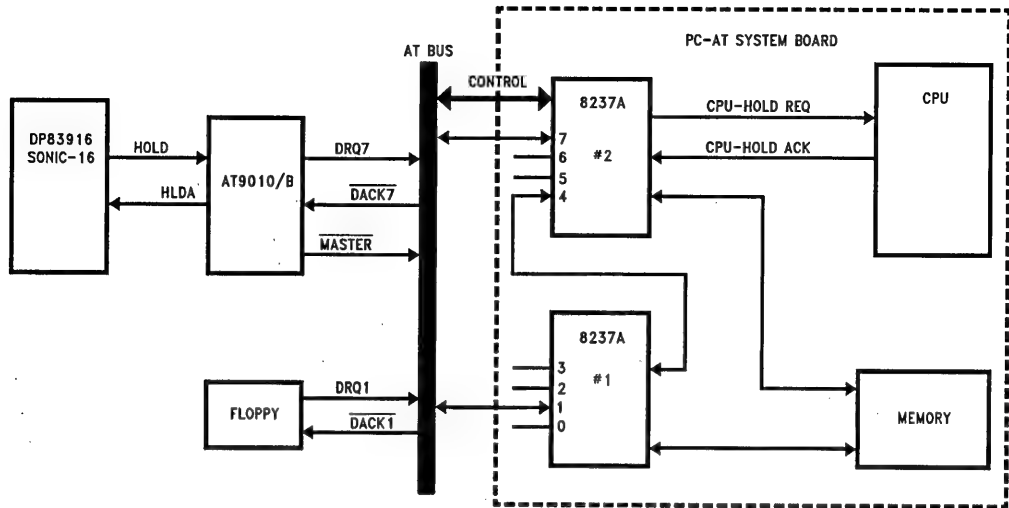 PC-AT SYSTEM BOARD
AT BUS
CONTROL
DP83916
SONIC-16
HOLD
HLDA
AT9010/B
DRQ7
DACK7
MASTER
8237A
#2
7
6
5
4
CPU-HOLD REQ
CPU-HOLD ACK
CPU
FLOPPY
DRQ1
DACK1
8237A
#1
3
2
1
0
MEMORY